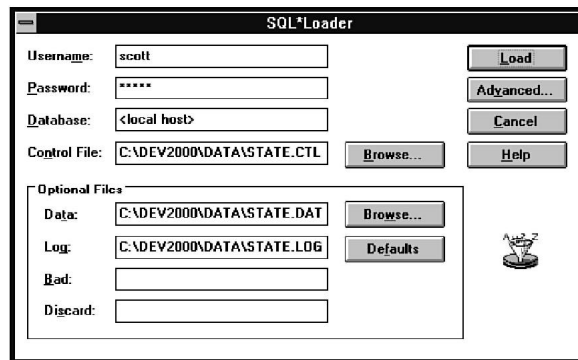 SQL*Loader
Username: scott Load
Password: ***** Advanced...
Database: <local host> Cancel
Control File: C:\DEV2000\DATA\STATE.CTL Browse... Help
Optional Files
Data: C:\DEV2000\DATA\STATE.DAT Browse...
Log: C:\DEV2000\DATA\STATE.LOG Defaults
Bad:
Discard: